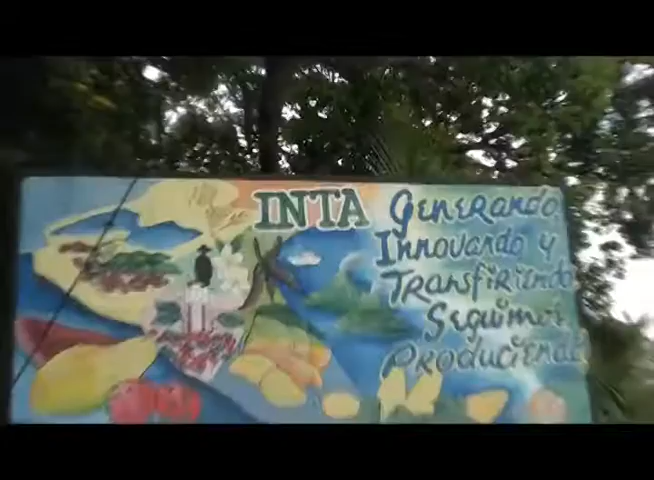 INTA Generando
Innovando y
Transfiriendo
Seguimos
Produciendo